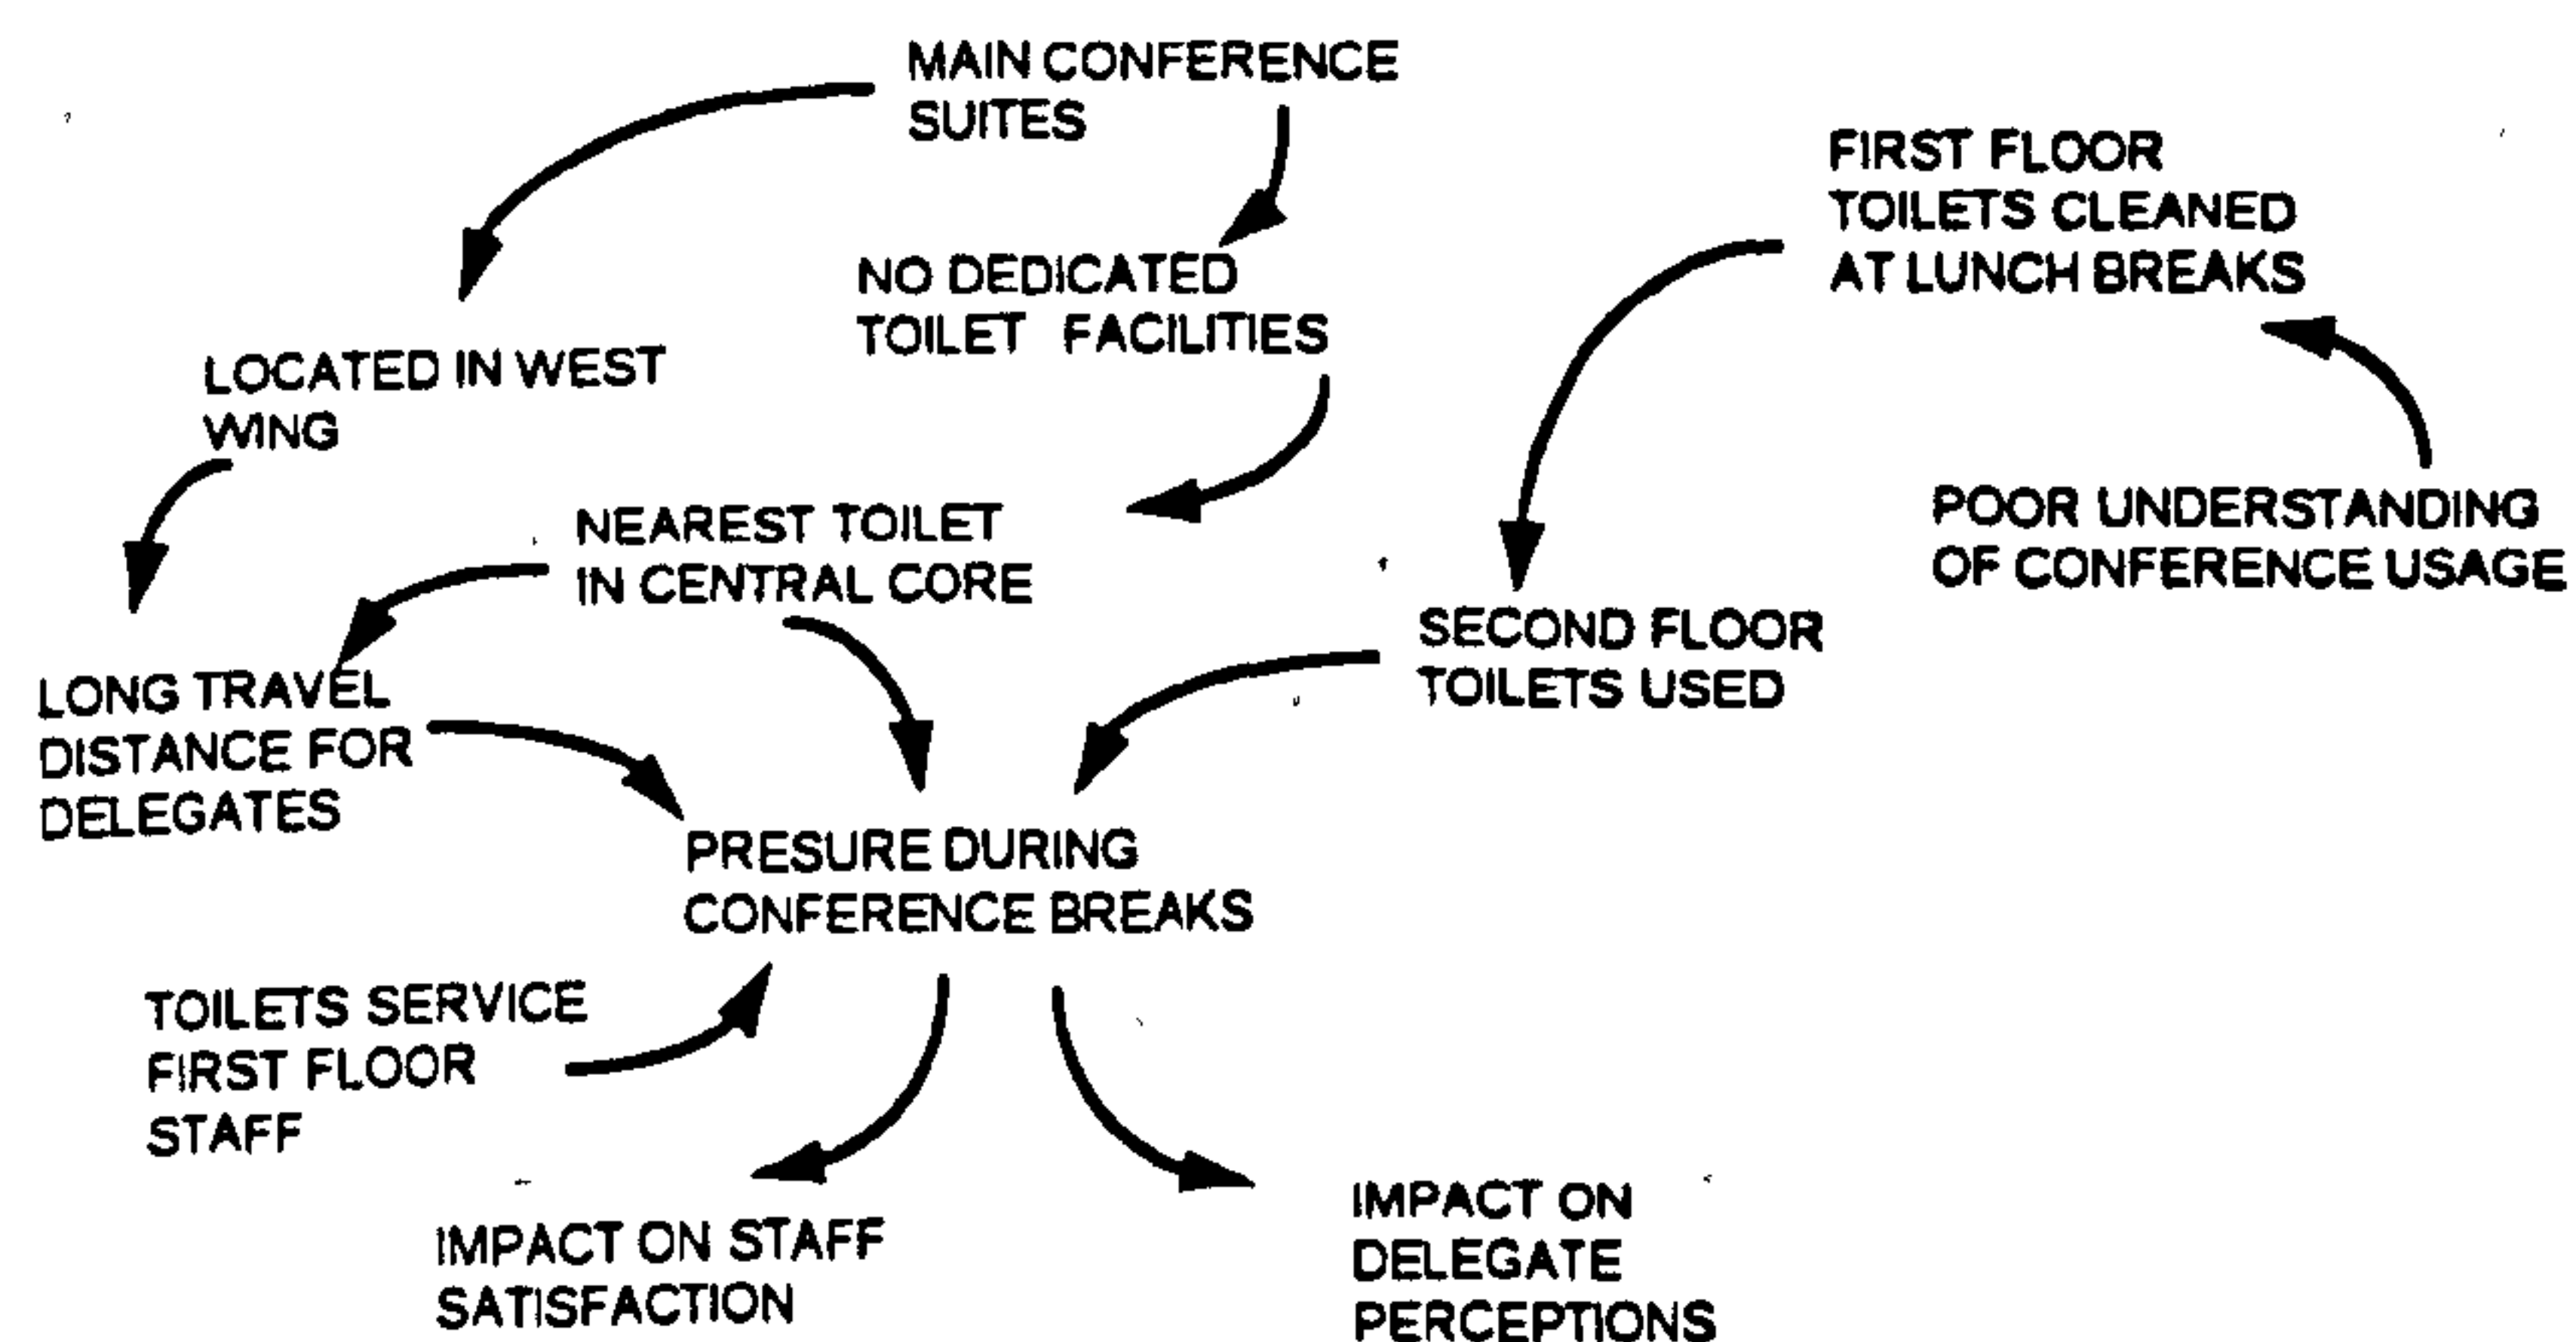 MAIN CONFERENCE
SUITES
FIRST FLOOR
TOILETS CLEANED
AT LUNCH BREAKS
NO DEDICATED
TOILET FACILITIES
LOCATED IN WEST
WING
NEAREST TOILET
IN CENTRAL CORE
POOR UNDERSTANDING
OF CONFERENCE USAGE
SECOND FLOOR
TOILETS USED
LONG TRAVEL
DISTANCE FOR
DELEGATES
PRESURE DURING
CONFERENCE BREAKS
TOILETS SERVICE
FIRST FLOOR
STAFF
IMPACT ON STAFF
SATISFACTION
IMPACT ON
DELEGATE
PERCEPTIONS